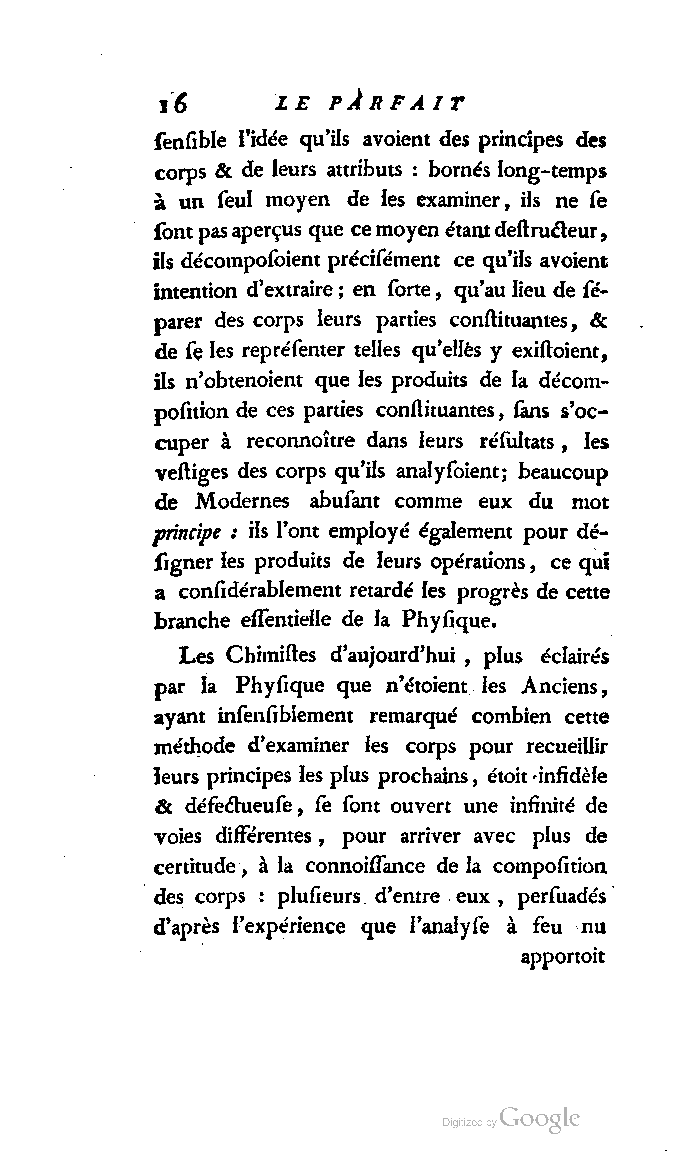 16 LE PARFAIT
ſenſible l'idée qu'ils avoient des principes des
corps & de leurs attributs : bornés long-temps
à un ſeul moyen de les examiner, ils ne ſe
ſont pas aperçus que ce moyen étant deſtructeur,
ils décompoſoient préciſément ce qu'ils avoient
intention d'extraire ; en ſorte, qu'au lieu de ſé-
parer des corps leurs parties conſtituantes, &
de ſe les repréſenter telles qu'elles y exiſtoient,
ils n'obtenoient que les produits de la décom-
poſition de ces parties conſtituantes, ſans s'oc-
cuper à reconnoître dans leurs réſultats, les
veſtiges des corps qu'ils analyſoient; beaucoup
de Modernes abuſant comme eux du mot
principe : ils l'ont employé également pour dé-
ſigner les produits de leurs opérations, ce qui
a conſidérablement retardé les progrès de cette
branche eſſentielle de la Phyſique.
Les Chimiſtes d'aujourd'hui, plus éclairés
par la Phyſique que n'étoient les Anciens,
ayant inſenſiblement remarqué combien cette
méthode d'examiner les corps pour recueillir
leurs principes les plus prochains, étoit infidèle
& défectueuſe, ſe ſont ouvert une infinité de
voies différentes, pour arriver avec plus de
certitude, à la connoiſſance de la compoſition
des corps : pluſieurs d'entre eux, perſuadés
d'après l'expérience que l'analyſe à feu nu
apportoit
Digitized by Google